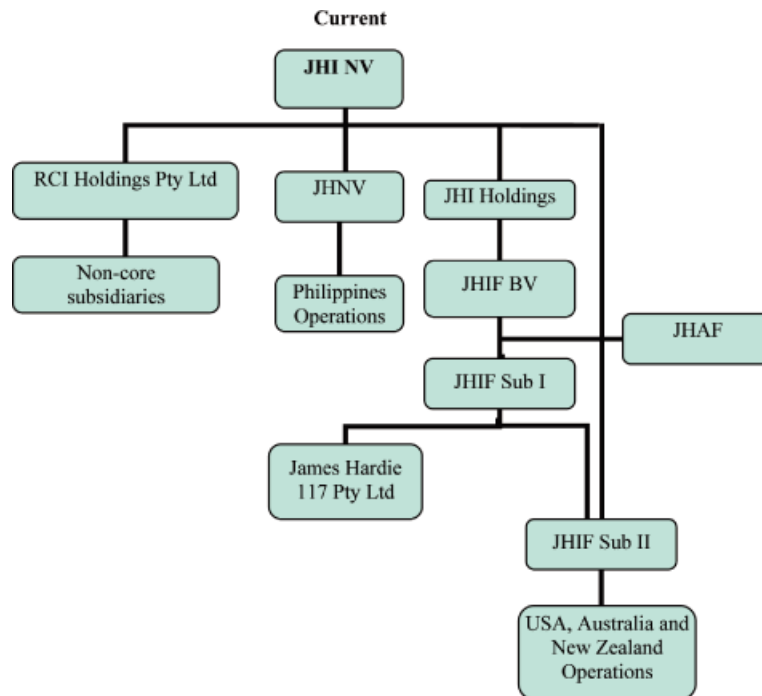 Current
JHI NV
RCI Holdings Pty Ltd
JHNV
JHI Holdings
Non-core
subsidiaries
Philippines
Operations
JHIF BV
JHAF
JHIF Sub I
James Hardie
117 Pty Ltd
JHIF Sub II
USA, Australia and
New Zealand
Operations